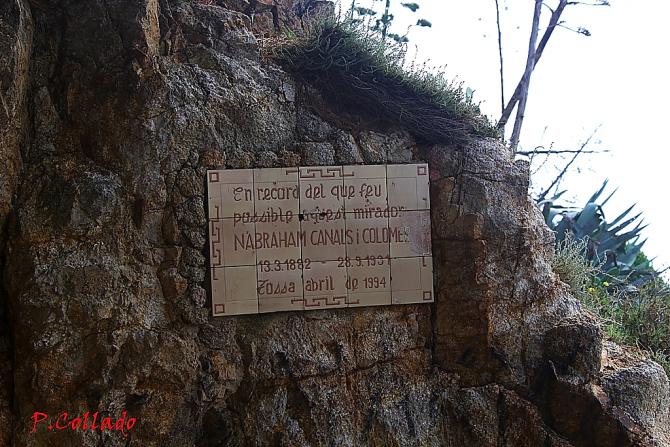 En record del que feu
possible aquest mirador:
N'ABRAHAM CANALS i COLOMER
13.3.1882 - 28.9.1931
Tossa abril de 1994
P.Collado